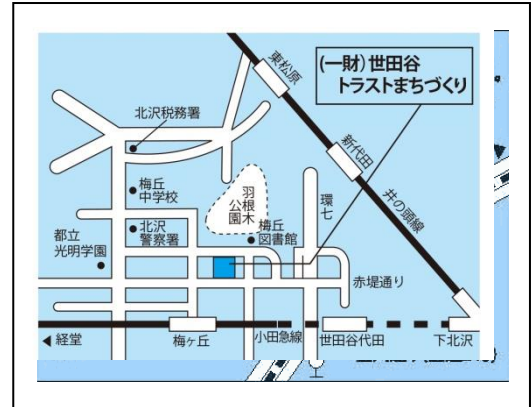 (一財)世田谷
トラストまちづくり
東松原
北沢税務署
新代田
梅丘
中学校
羽根木
公園
環七
井の頭線
北沢
警察署
梅丘
図書館
都立
光明学園
赤堤通り
◀ 経堂
梅ヶ丘
小田急線
世田谷代田
下北沢